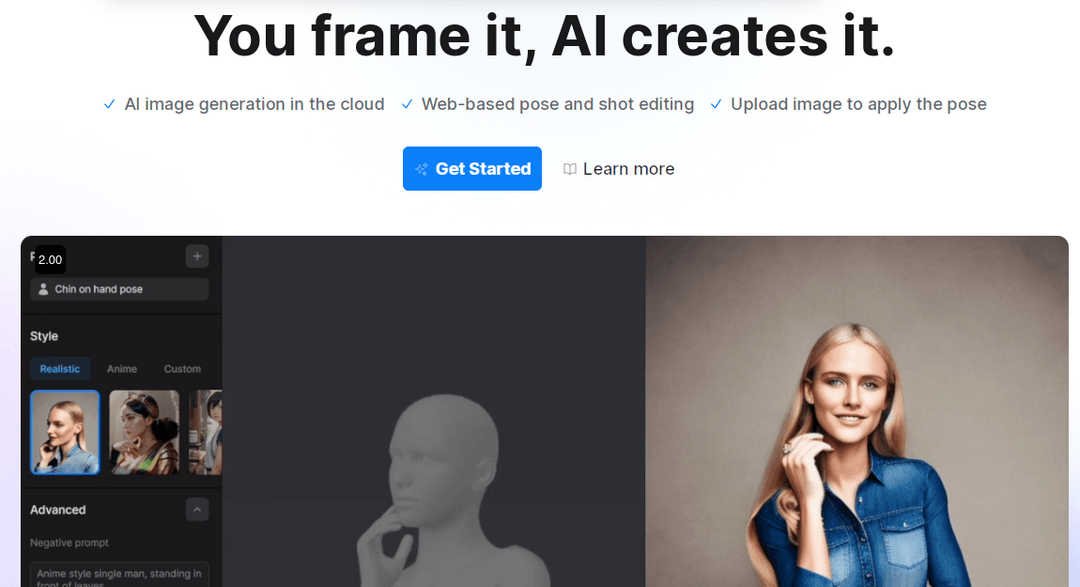 You frame it, AI creates it.
AI image generation in the cloud Web-based pose and shot editing Upload image to apply the pose
Get Started Learn more
2.00
Chin on hand pose
Style
Realistic Anime Custom
Advanced
Negative prompt
Anime style single man, standing in
front of leaves